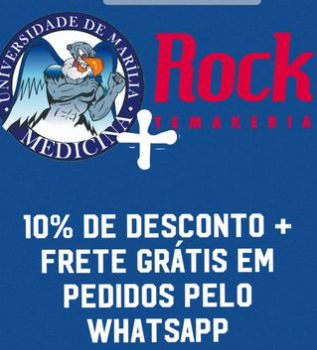 UNIVERSIDADE DE MARÍLIA
MEDICINA
Rock
TEMAKERIA
10% DE DESCONTO +
FRETE GRÁTIS EM
PEDIDOS PELO
WHATSAPP